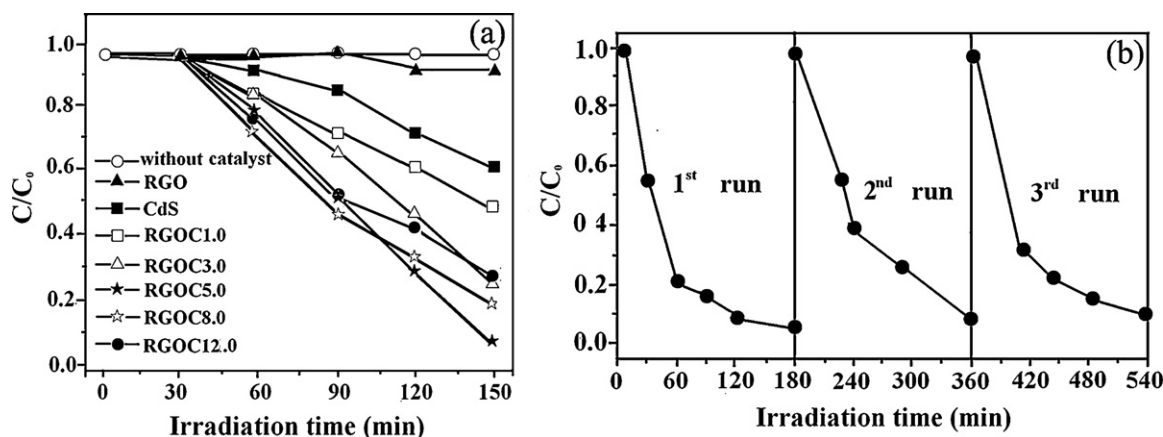 (a)
C/C₀
1.0
0.8
0.6
0.4
0.2
0.0
without catalyst
RGO
CdS
RGOC1.0
RGOC3.0
RGOC5.0
RGOC8.0
RGOC12.0
0 30 60 90 120 150
Irradiation time (min)
(b)
C/C₀
1.0
0.8
0.6
0.4
0.2
0.0
1st run
2nd run
3rd run
0 60 120 180 240 300 360 420 480 540
Irradiation time (min)